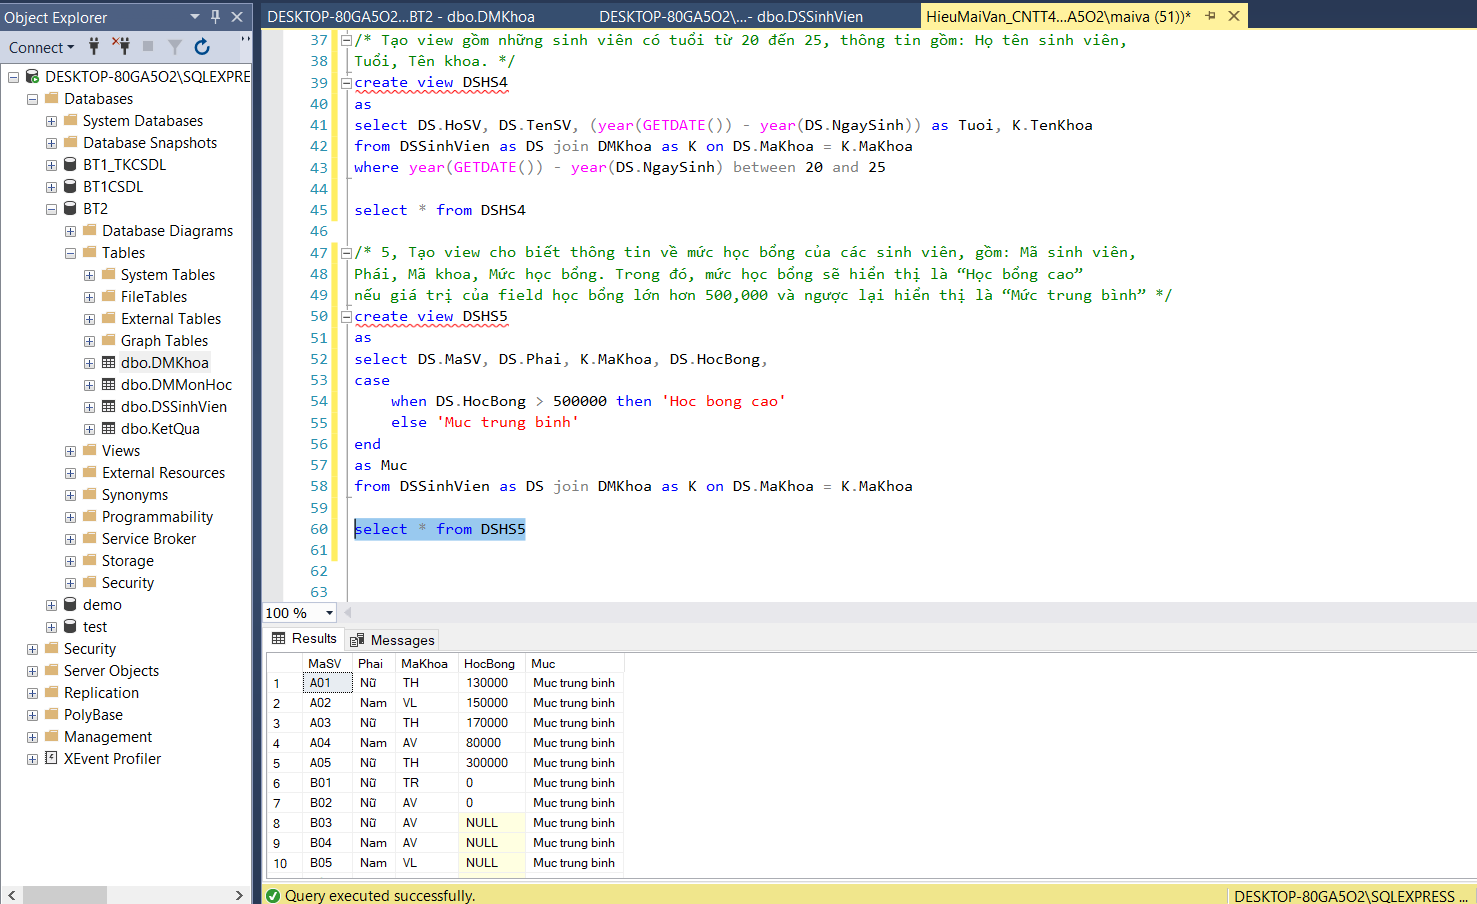 Object Explorer
Connect
DESKTOP-80GA5O2\SQLEXPRE
Databases
System Databases
Database Snapshots
BT1_TKCSDL
BT1CSDL
BT2
Database Diagrams
Tables
System Tables
FileTables
External Tables
Graph Tables
dbo.DMKhoa
dbo.DMMonHoc
dbo.DSSinhVien
dbo.KetQua
Views
External Resources
Synonyms
Programmability
Service Broker
Storage
Security
demo
test
Security
Server Objects
Replication
PolyBase
Management
XEvent Profiler
DESKTOP-80GA5O2...BT2 - dbo.DMKhoa
DESKTOP-80GA5O2\...- dbo.DSSinhVien
HieuMaiVan_CNTT4...A5O2\maiva (51))*
37 /* Tạo view gồm những sinh viên có tuổi từ 20 đến 25, thông tin gồm: Họ tên sinh viên,
38 Tuổi, Tên khoa. */
39 create view DSHS4
40 as
41 select DS.HoSV, DS.TenSV, (year(GETDATE()) - year(DS.NgaySinh)) as Tuoi, K.TenKhoa
42 from DSSinhVien as DS join DMKhoa as K on DS.MaKhoa = K.MaKhoa
43 where year(GETDATE()) - year(DS.NgaySinh) between 20 and 25
44
45 select * from DSHS4
46
47 /* 5, Tạo view cho biết thông tin về mức học bổng của các sinh viên, gồm: Mã sinh viên,
48 Phái, Mã khoa, Mức học bổng. Trong đó, mức học bổng sẽ hiển thị là “Học bổng cao”
49 nếu giá trị của field học bổng lớn hơn 500,000 và ngược lại hiển thị là “Mức trung bình” */
50 create view DSHS5
51 as
52 select DS.MaSV, DS.Phai, K.MaKhoa, DS.HocBong,
53 case
54 when DS.HocBong > 500000 then 'Hoc bong cao'
55 else 'Muc trung binh'
56 end
57 as Muc
58 from DSSinhVien as DS join DMKhoa as K on DS.MaKhoa = K.MaKhoa
59
60 select * from DSHS5
61
62
63
100 %
Results Messages
MaSV Phai MaKhoa HocBong Muc
1 A01 Nữ TH 130000 Muc trung binh
2 A02 Nam VL 150000 Muc trung binh
3 A03 Nữ TH 170000 Muc trung binh
4 A04 Nam AV 80000 Muc trung binh
5 A05 Nữ TH 300000 Muc trung binh
6 B01 Nữ TR 0 Muc trung binh
7 B02 Nữ AV 0 Muc trung binh
8 B03 Nữ AV NULL Muc trung binh
9 B04 Nam AV NULL Muc trung binh
10 B05 Nam VL NULL Muc trung binh
Query executed successfully.
DESKTOP-80GA5O2\SQLEXPRESS ...